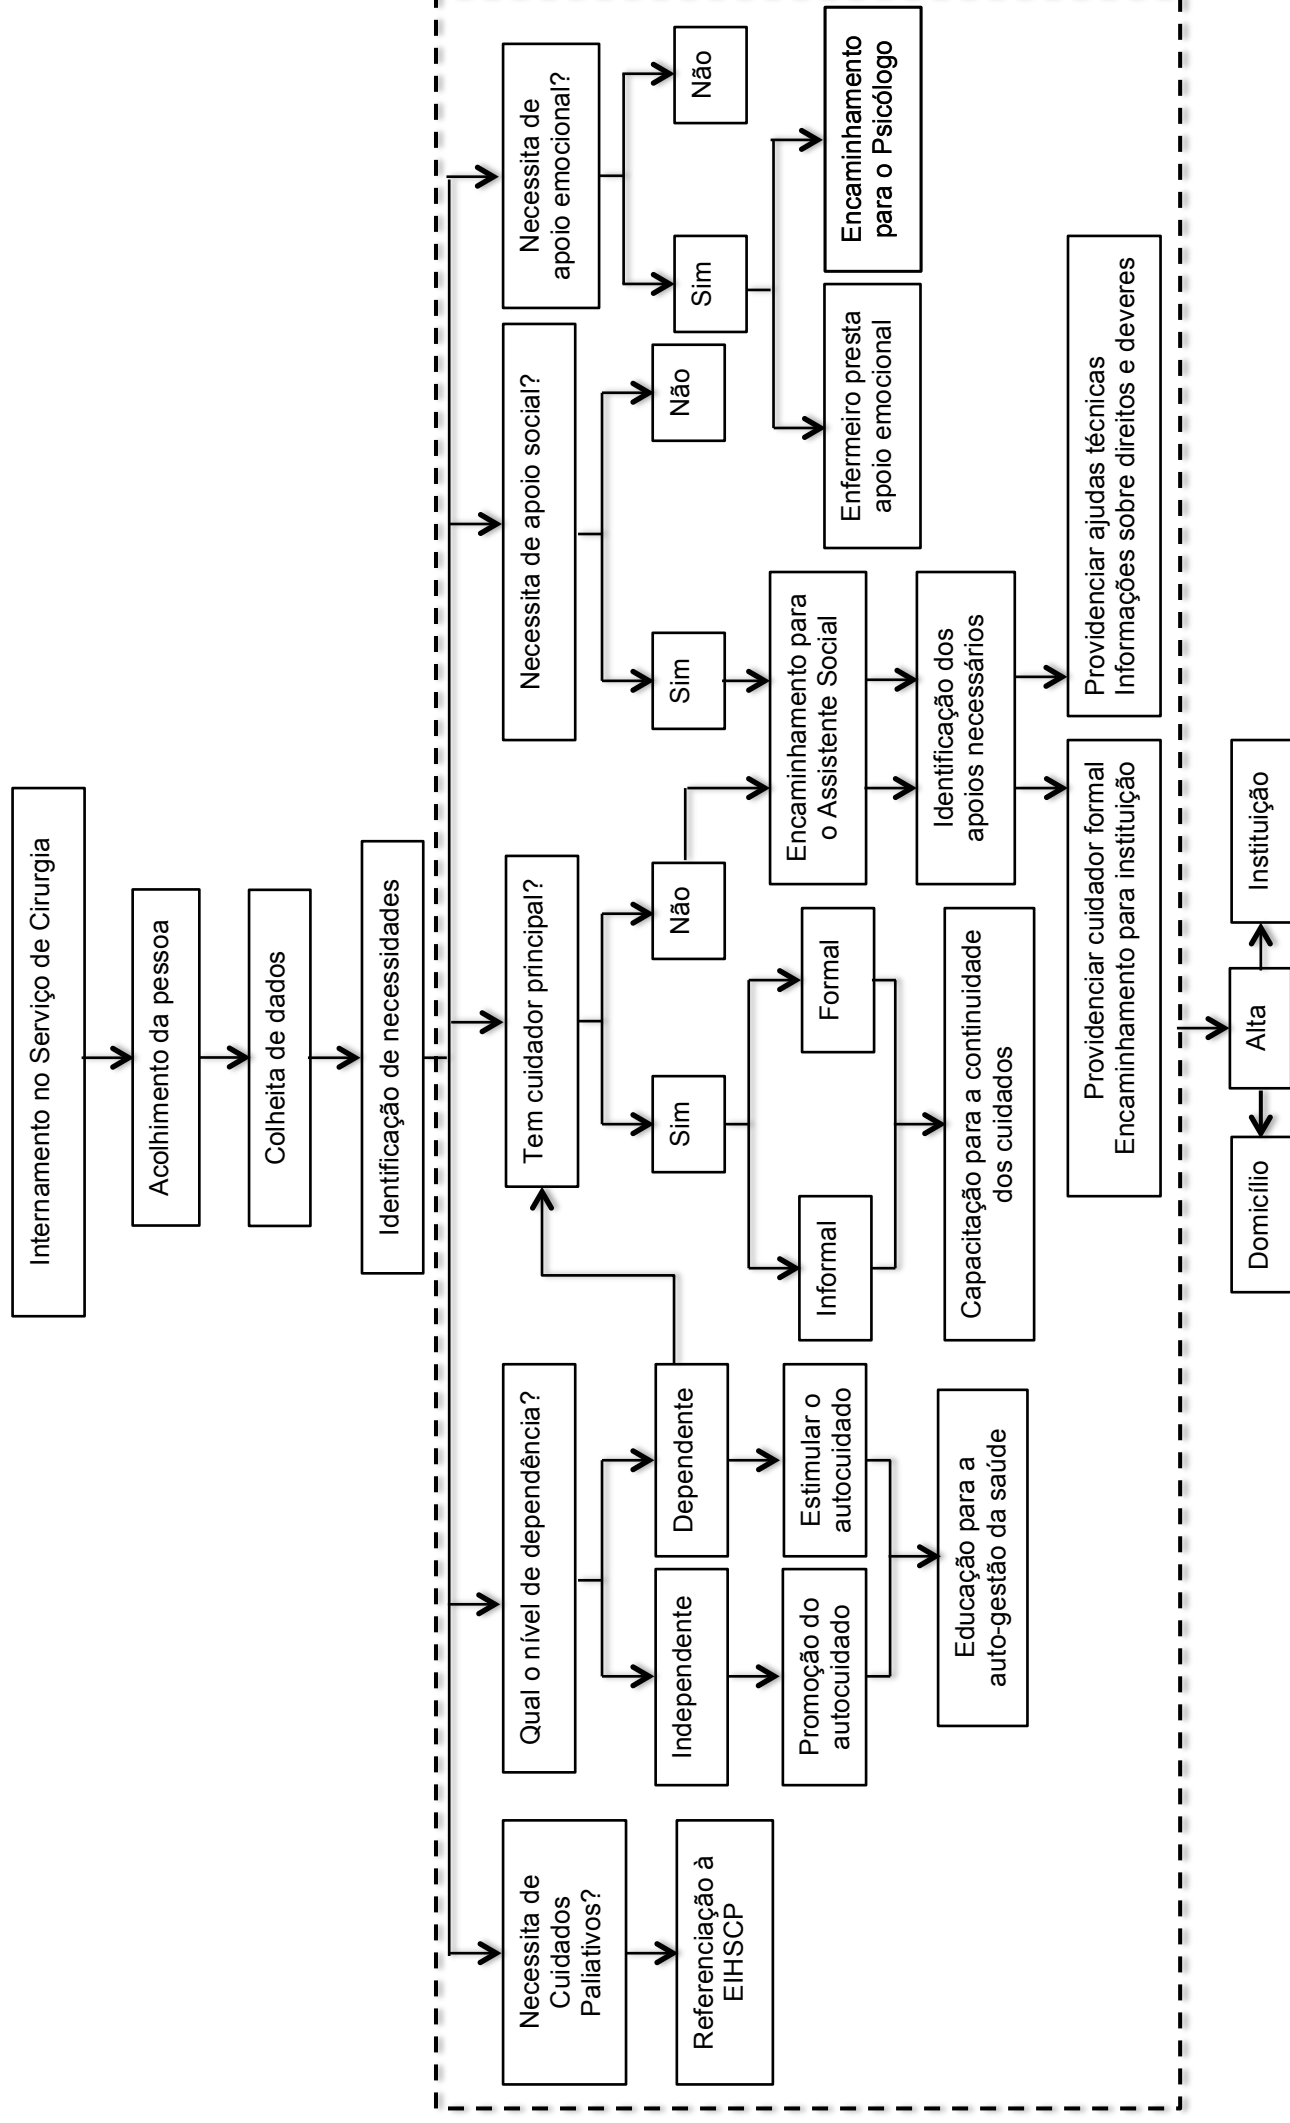 Internamento no Serviço de Cirurgia
Acolhimento da pessoa
Colheita de dados
Identificação de necessidades
Necessita de
Cuidados
Paliativos?
Referenciação à
EIHSCP
Qual o nível de dependência?
Independente
Dependente
Promoção do
autocuidado
Estimular o
autocuidado
Educação para a
auto-gestão da saúde
Tem cuidador principal?
Sim
Não
Informal
Formal
Capacitação para a continuidade
dos cuidados
Necessita de apoio social?
Sim
Não
Encaminhamento para
o Assistente Social
Identificação dos
apoios necessários
Providenciar cuidador formal
Encaminhamento para instituição
Providenciar ajudas técnicas
Informações sobre direitos e deveres
Necessita de
apoio emocional?
Sim
Não
Enfermeiro presta
apoio emocional
Encaminhamento
para o Psicólogo
Domicílio
Alta
Instituição